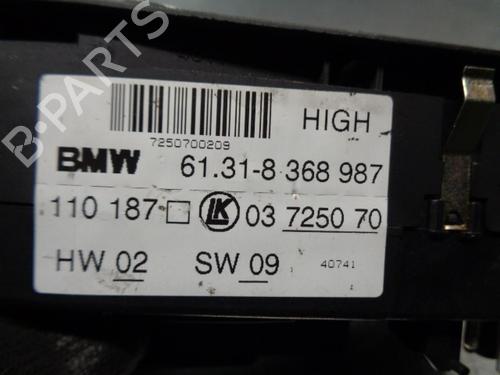 HIGH
7250700209
BMW 61.31-8 368 987
110 187 □ LK 03 7250 70
HW 02 SW 09 40741
B-PARTS